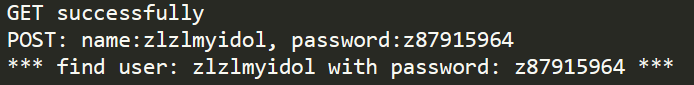 GET successfully
POST: name:zlzlmyidol, password:z87915964
*** find user: zlzlmyidol with password: z87915964 ***